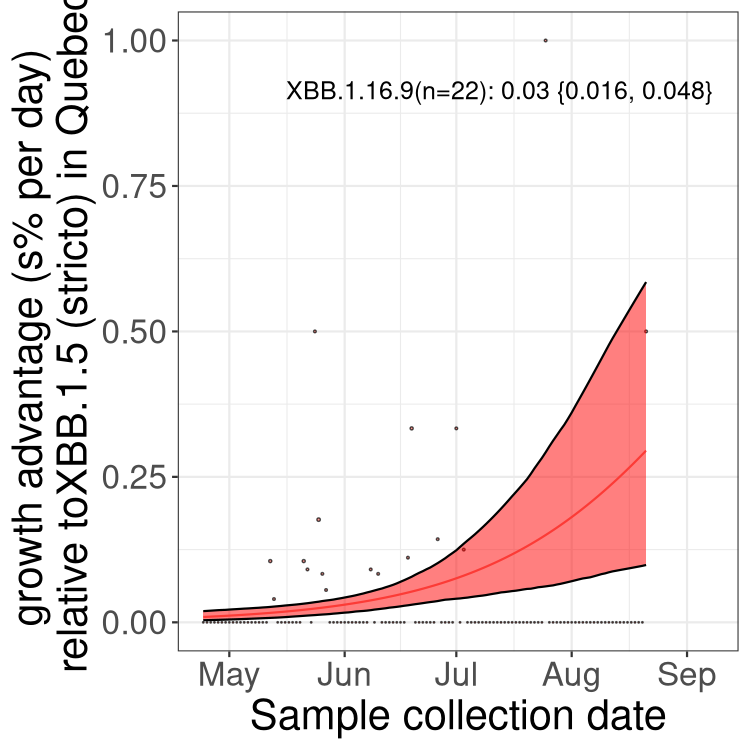 growth advantage (s% per day)
relative toXBB.1.5 (stricto) in Quebec
1.00
0.75
0.50
0.25
0.00
XBB.1.16.9(n=22): 0.03 {0.016, 0.048}
May Jun Jul Aug Sep
Sample collection date